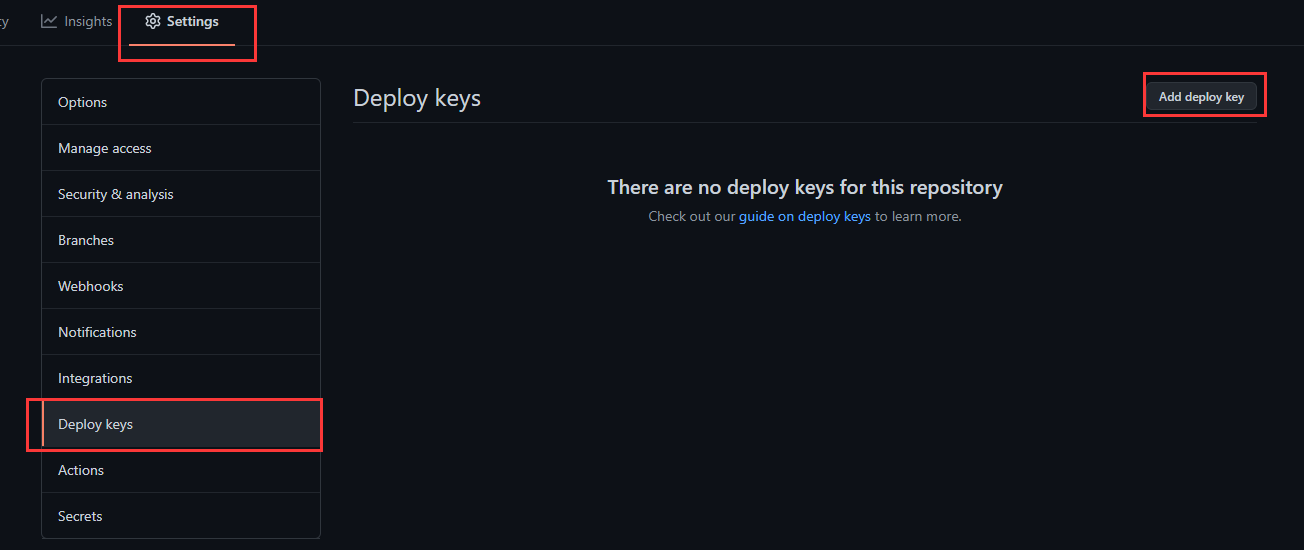 Insights
Settings
Options
Manage access
Security & analysis
Branches
Webhooks
Notifications
Integrations
Deploy keys
Actions
Secrets
Deploy keys
Add deploy key
There are no deploy keys for this repository
Check out our guide on deploy keys to learn more.